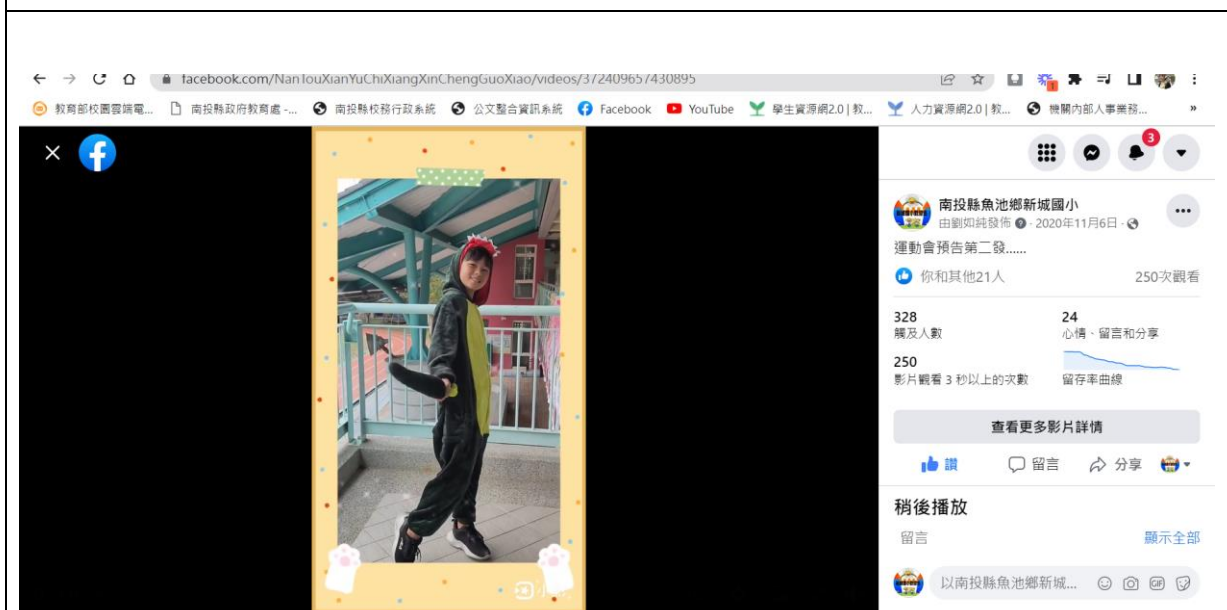 facebook.com/NanTouXianYuChiXiangXinChengGuoXiao/videos/372409657430895
教育部校園雲端電... 南投縣政府教育處 -... 南投縣校務行政系統 公文整合資訊系統 Facebook YouTube 學生資源網2.0 | 教... 人力資源網2.0 | 教... 機關內部人事業務... »
3
南投縣魚池鄉新城國小
由劉如純發佈 · 2020年11月6日 ·
運動會預告第二發......
你和其他21人 250次觀看
328 24
觸及人數 心情、留言和分享
250
影片觀看 3 秒以上的次數 留存率曲線
查看更多影片詳情
讚 留言 分享
稍後播放
留言 顯示全部
以南投縣魚池鄉新城... GIF